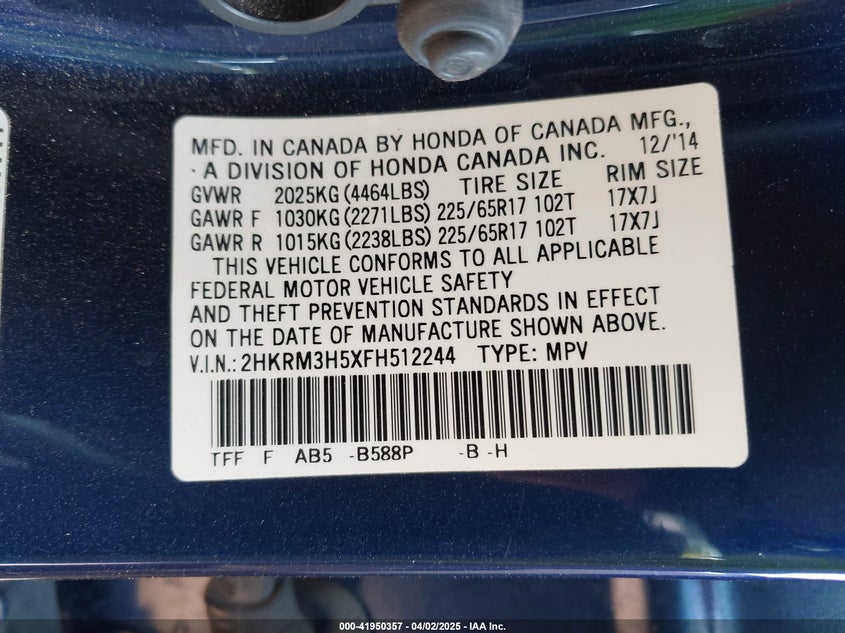 MFD. IN CANADA BY HONDA OF CANADA MFG.,
· A DIVISION OF HONDA CANADA INC. 12/'14
GVWR 2025KG (4464LBS) TIRE SIZE RIM SIZE
GAWR F 1030KG (2271LBS) 225/65R17 102T 17X7J
GAWR R 1015KG (2238LBS) 225/65R17 102T 17X7J
THIS VEHICLE CONFORMS TO ALL APPLICABLE
FEDERAL MOTOR VEHICLE SAFETY
AND THEFT PREVENTION STANDARDS IN EFFECT
ON THE DATE OF MANUFACTURE SHOWN ABOVE.
V.I.N.: 2HKRM3H5XFH512244 TYPE: MPV
TFF F AB5 -B588P -B -H
000-41950357 - 04/02/2025 - IAA Inc.